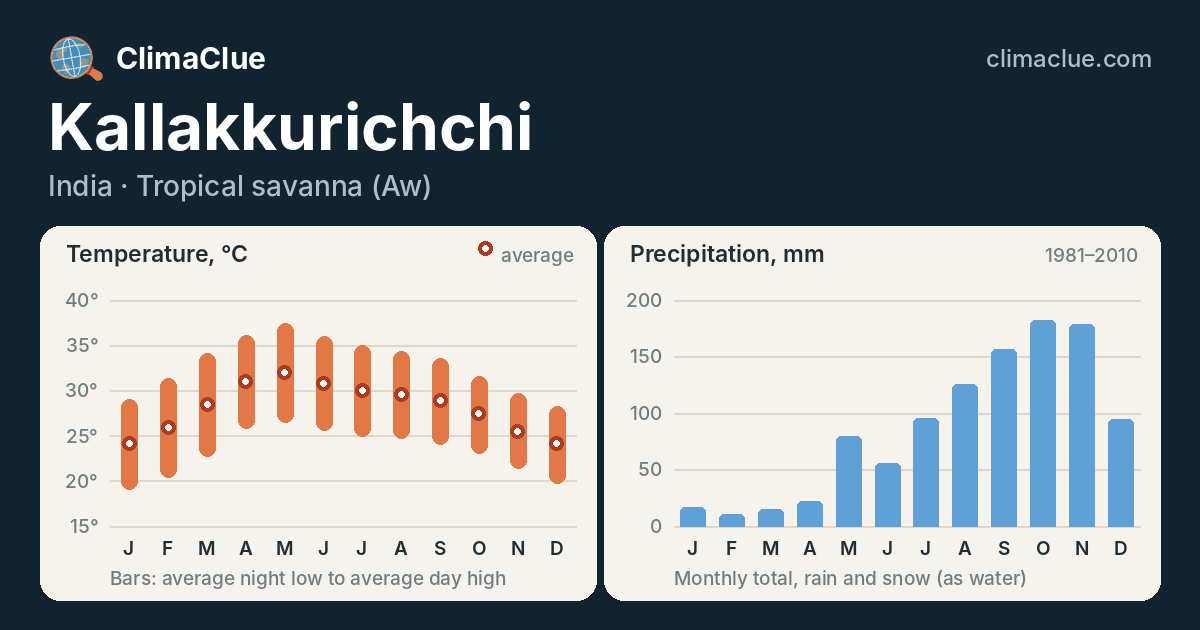 ClimaClue
climaclue.com
Kallakkurichchi
India · Tropical savanna (Aw)
Temperature, °C
average
40°
35°
30°
25°
20°
15°
J F M A M J J A S O N D
Bars: average night low to average day high
Precipitation, mm
1981–2010
200
150
100
50
0
J F M A M J J A S O N D
Monthly total, rain and snow (as water)